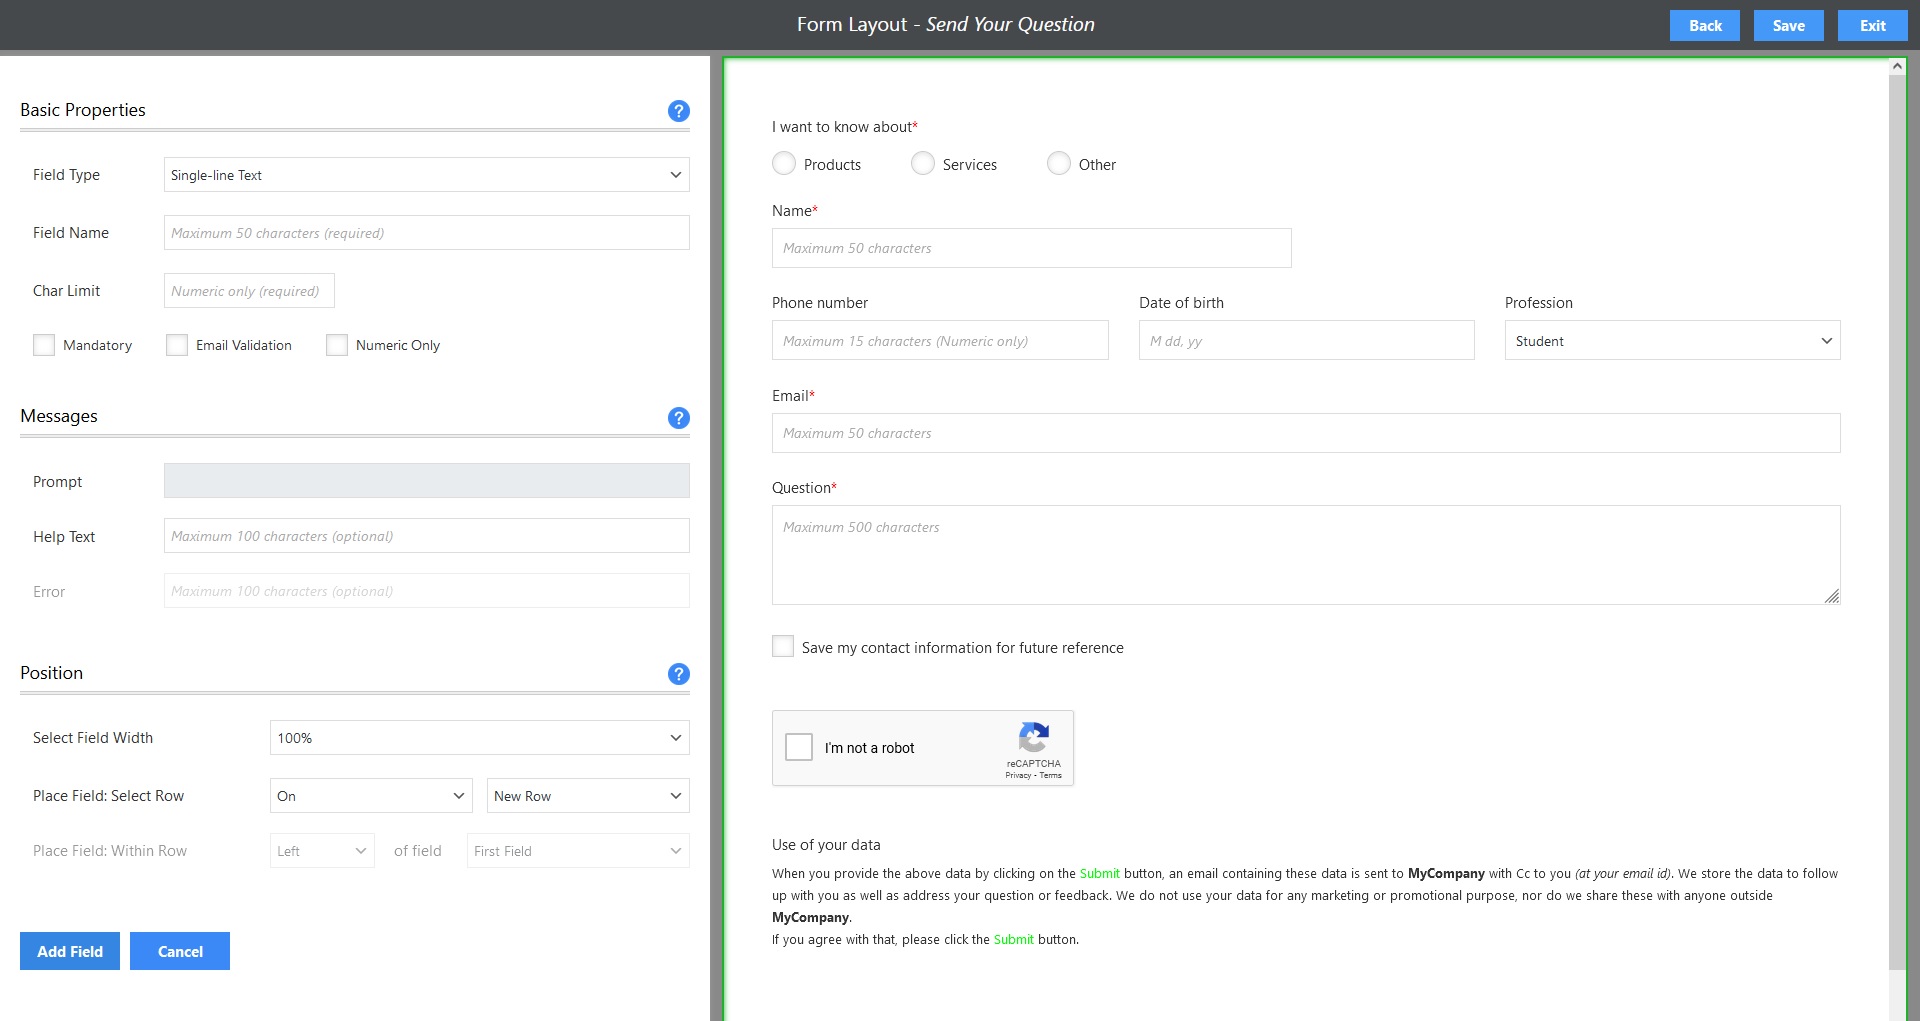 Form Layout - Send Your Question
Back
Save
Exit
Basic Properties
?
Field Type
Single-line Text
Field Name
Maximum 50 characters (required)
Char Limit
Numeric only (required)
Mandatory
Email Validation
Numeric Only
Messages
?
Prompt
Help Text
Maximum 100 characters (optional)
Error
Maximum 100 characters (optional)
Position
?
Select Field Width
100%
Place Field: Select Row
On
New Row
Place Field: Within Row
Left
of field
First Field
Add Field
Cancel
I want to know about*
Products
Services
Other
Name*
Maximum 50 characters
Phone number
Date of birth
Profession
Maximum 15 characters (Numeric only)
M dd, yy
Student
Email*
Maximum 50 characters
Question*
Maximum 500 characters
Save my contact information for future reference
I'm not a robot
reCAPTCHA
Privacy - Terms
Use of your data
When you provide the above data by clicking on the Submit button, an email containing these data is sent to MyCompany with Cc to you (at your email id). We store the data to follow
up with you as well as address your question or feedback. We do not use your data for any marketing or promotional purpose, nor do we share these with anyone outside
MyCompany.
If you agree with that, please click the Submit button.